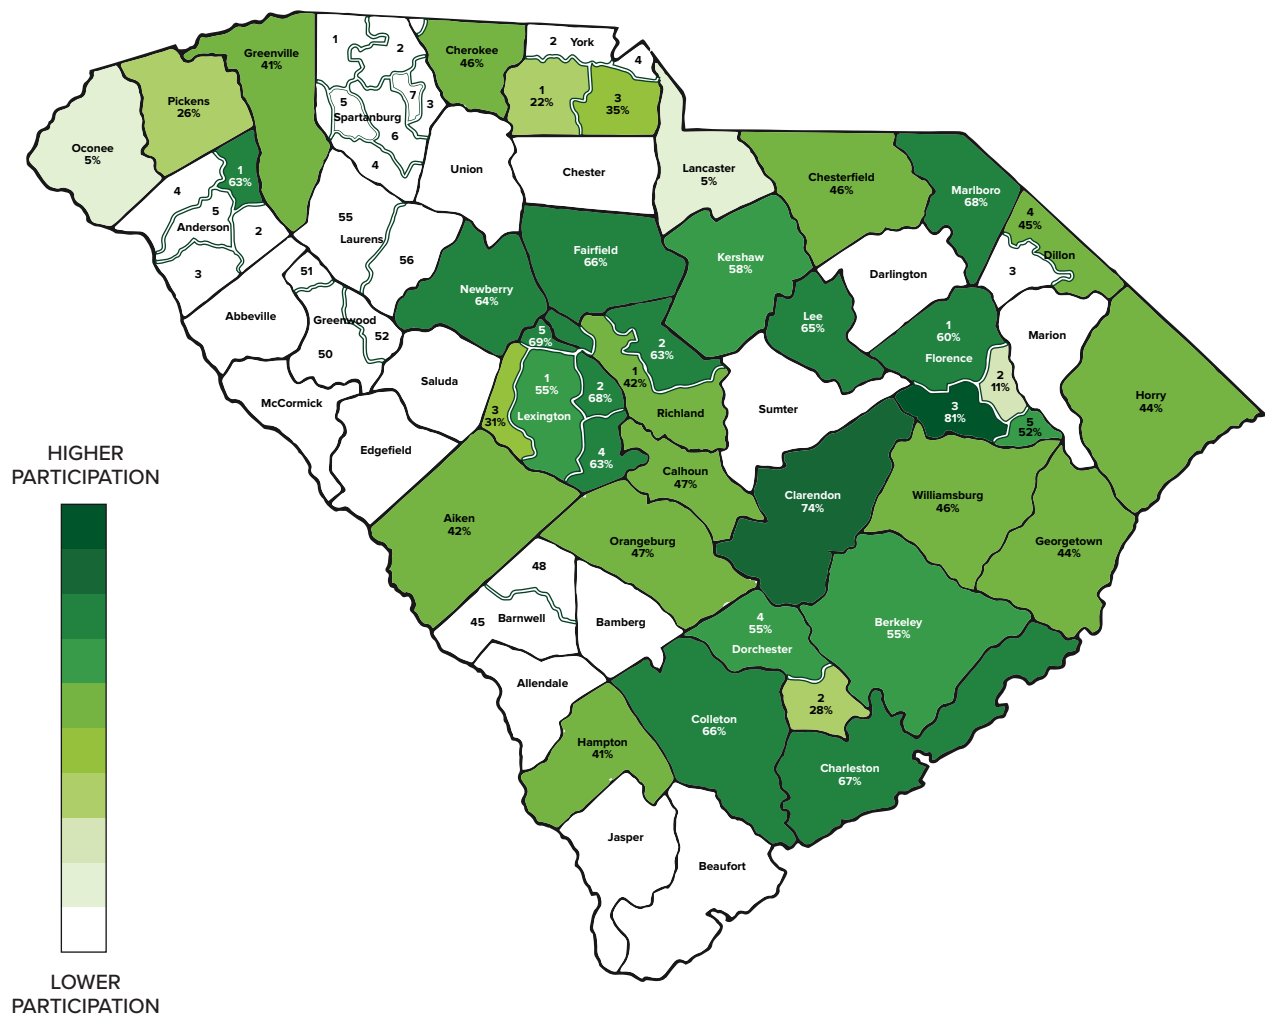 1
2
2 York
4
Greenville
41%
Cherokee
46%
Pickens
26%
5
7
3
Spartanburg
6
4
1
22%
3
35%
Oconee
5%
1
63%
4
5
Anderson
2
3
Union
Chester
Lancaster
5%
Chesterfield
46%
Marlboro
68%
4
45%
Dillon
3
55
Laurens
56
51
Greenwood
52
50
Abbeville
Newberry
64%
Fairfield
66%
Kershaw
58%
Darlington
Lee
65%
1
60%
Florence
Marion
2
11%
3
81%
5
52%
Horry
44%
McCormick
Saluda
Edgefield
5
69%
1
55%
Lexington
2
68%
3
31%
4
63%
2
63%
1
42%
Richland
Sumter
Calhoun
47%
Clarendon
74%
Williamsburg
46%
Georgetown
44%
HIGHER
PARTICIPATION
Aiken
42%
Orangeburg
47%
48
45
Barnwell
Bamberg
4
55%
Dorchester
Berkeley
55%
Allendale
2
28%
Colleton
66%
Hampton
41%
Charleston
67%
Jasper
Beaufort
LOWER
PARTICIPATION